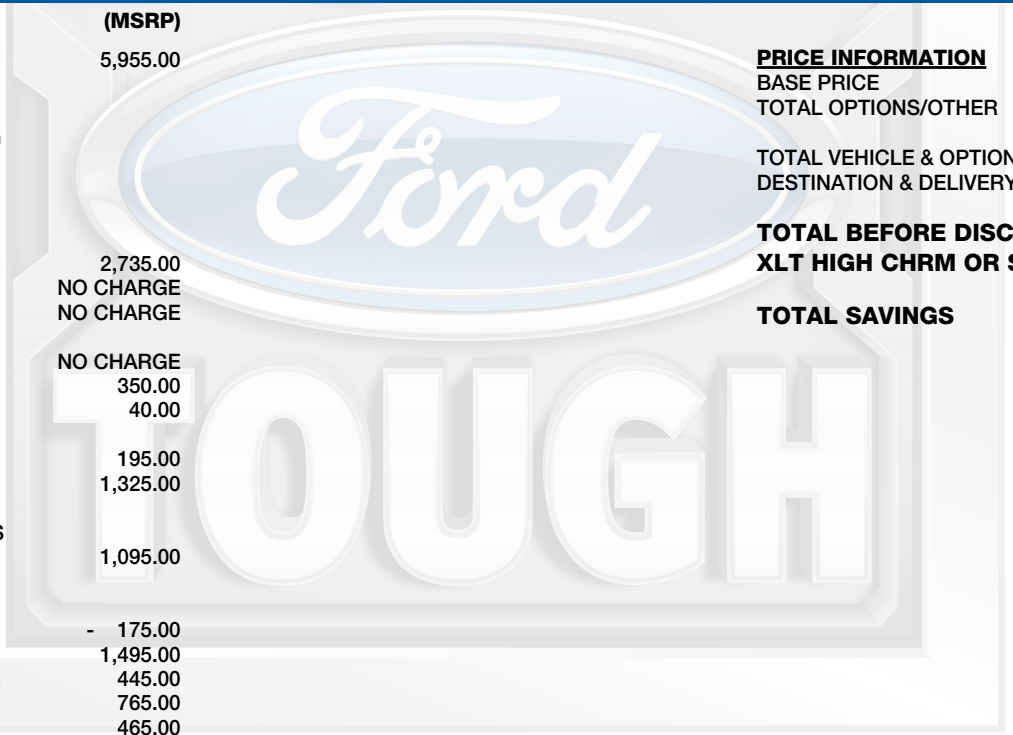 (MSRP)
5,955.00
2,735.00
NO CHARGE
NO CHARGE
NO CHARGE
350.00
40.00
195.00
1,325.00
1,095.00
- 175.00
1,495.00
445.00
765.00
465.00
PRICE INFORMATION
BASE PRICE
TOTAL OPTIONS/OTHER
TOTAL VEHICLE & OPTION
DESTINATION & DELIVERY
TOTAL BEFORE DISC
XLT HIGH CHRM OR S
TOTAL SAVINGS
Ford
TOUGH